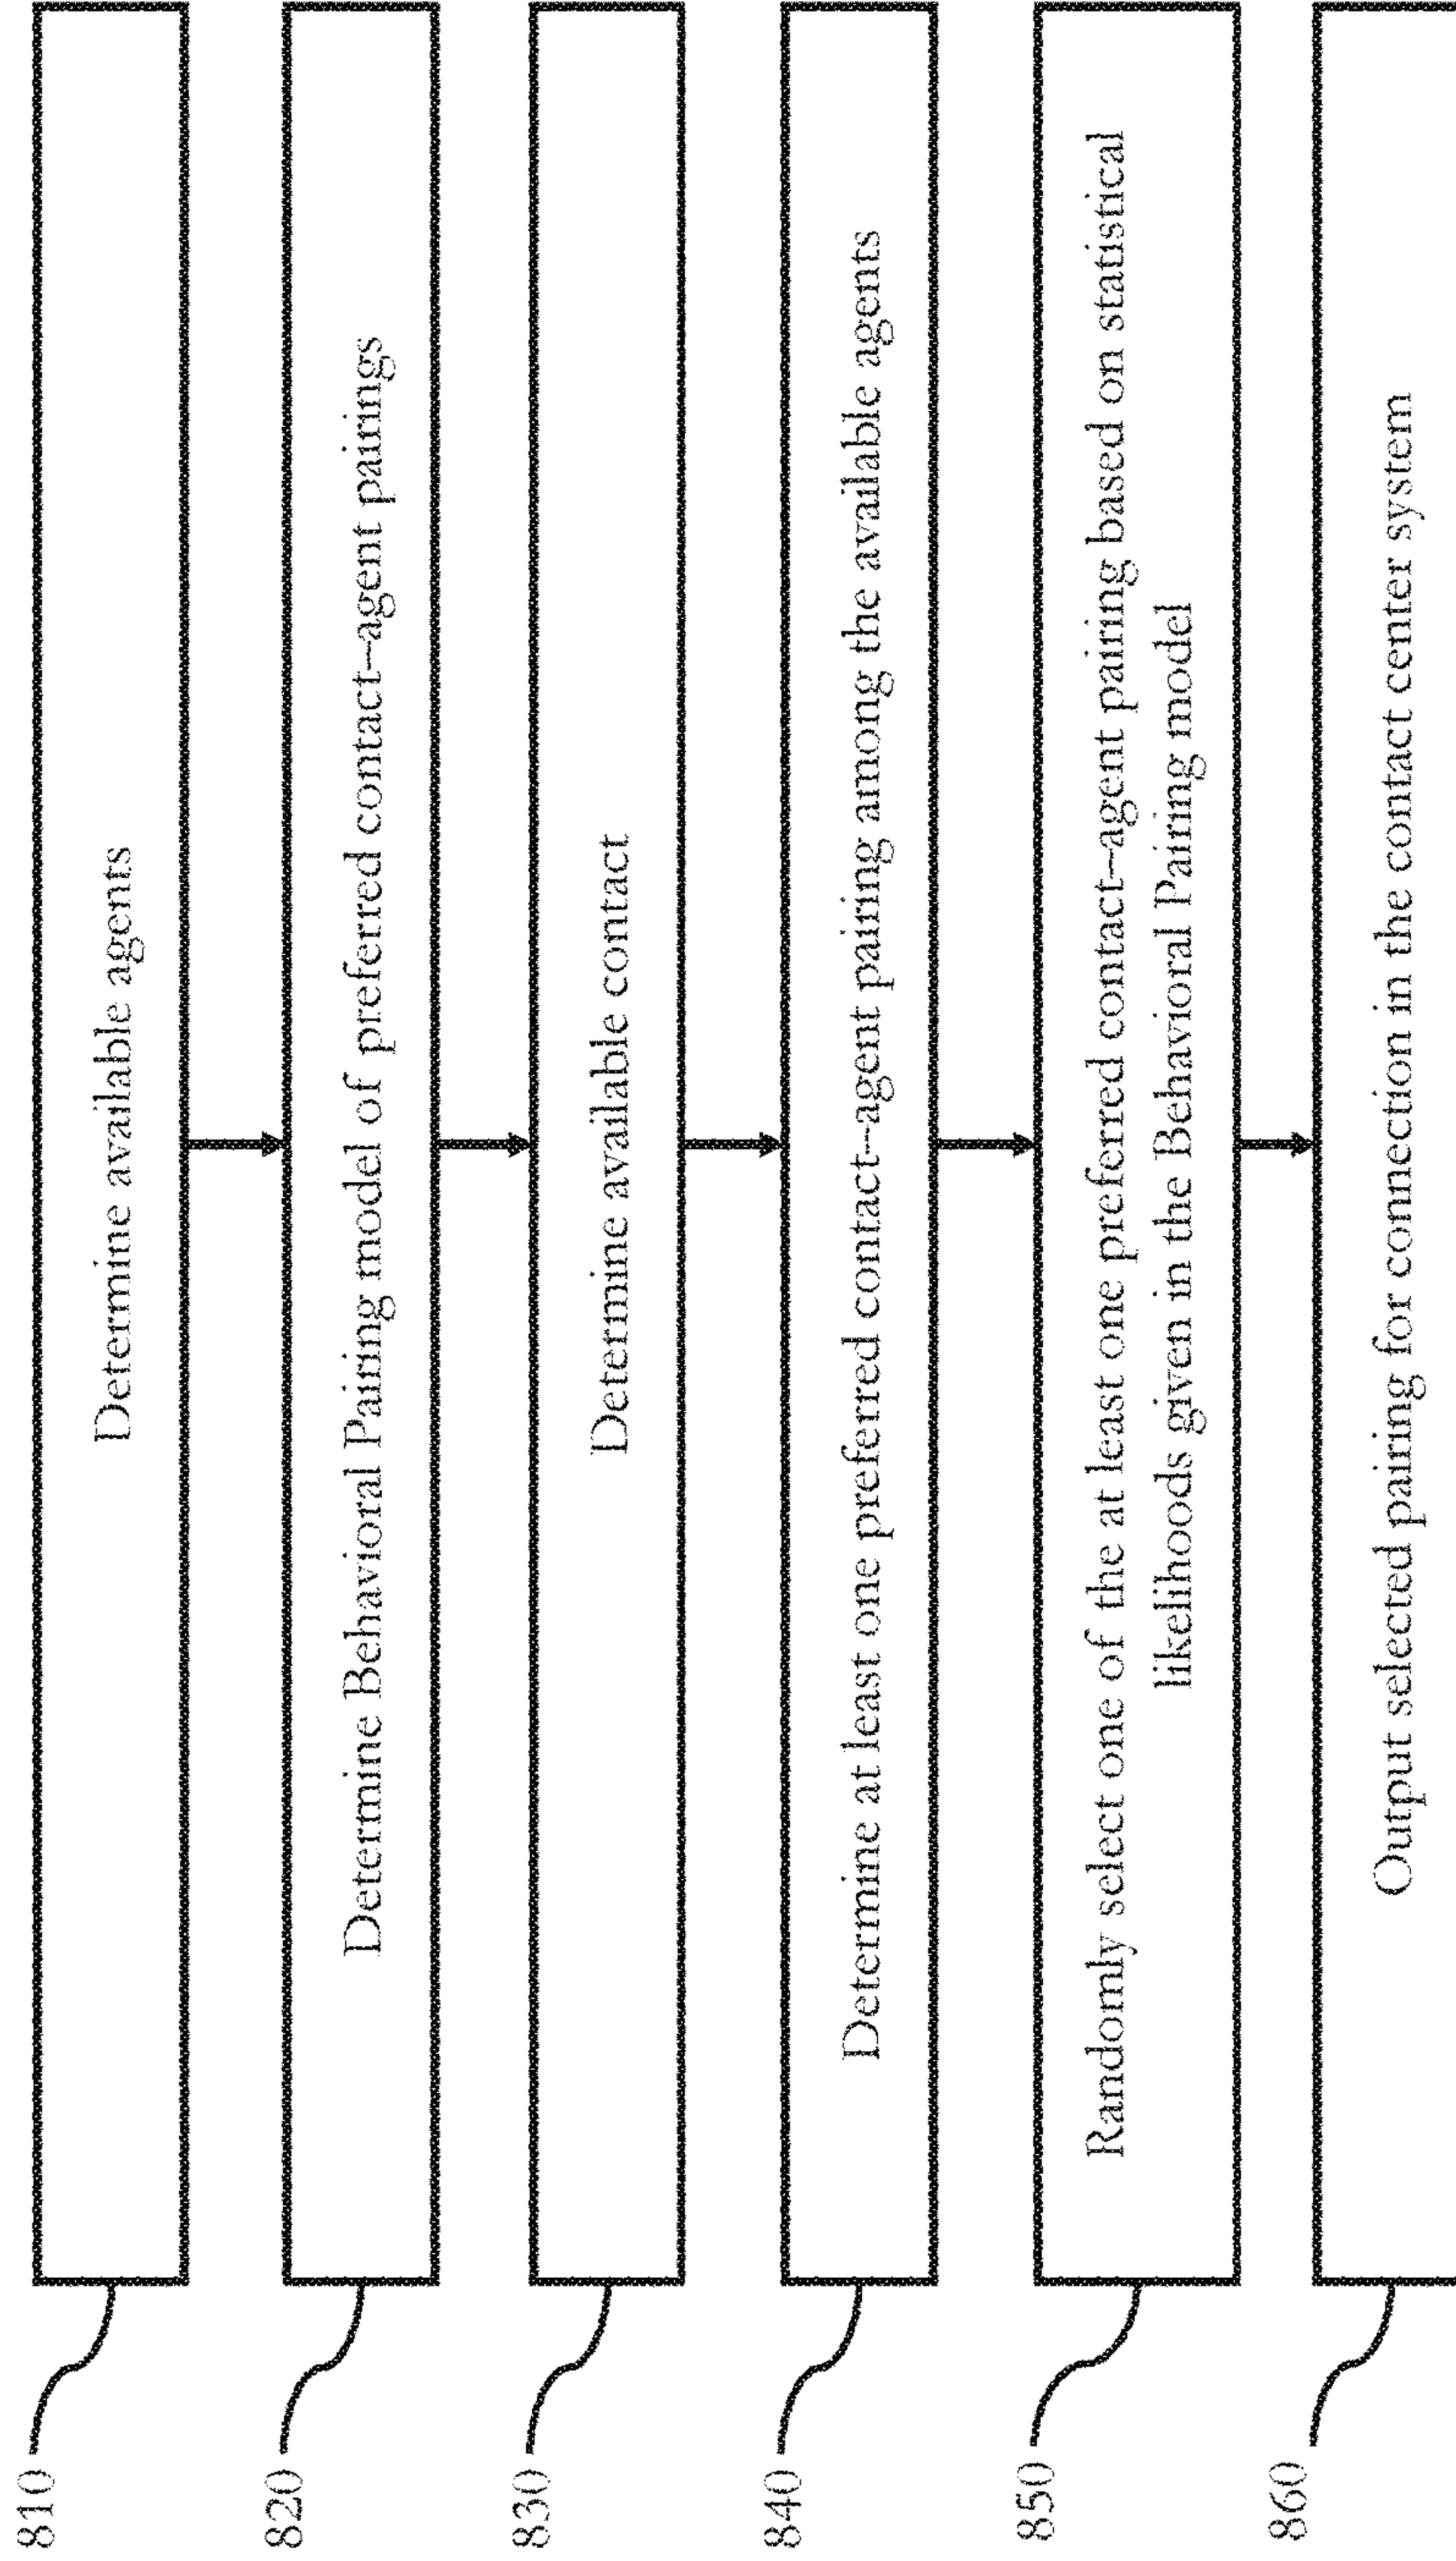 810
Determine available agents
820
Determine Behavioral Pairing model of preferred contact–agent pairings
830
Determine available contact
840
Determine at least one preferred contact–agent pairing among the available agents
850
Randomly select one of the at least one preferred contact–agent pairing based on statistical
likelihoods given in the Behavioral Pairing model
860
Output selected pairing for connection in the contact center system